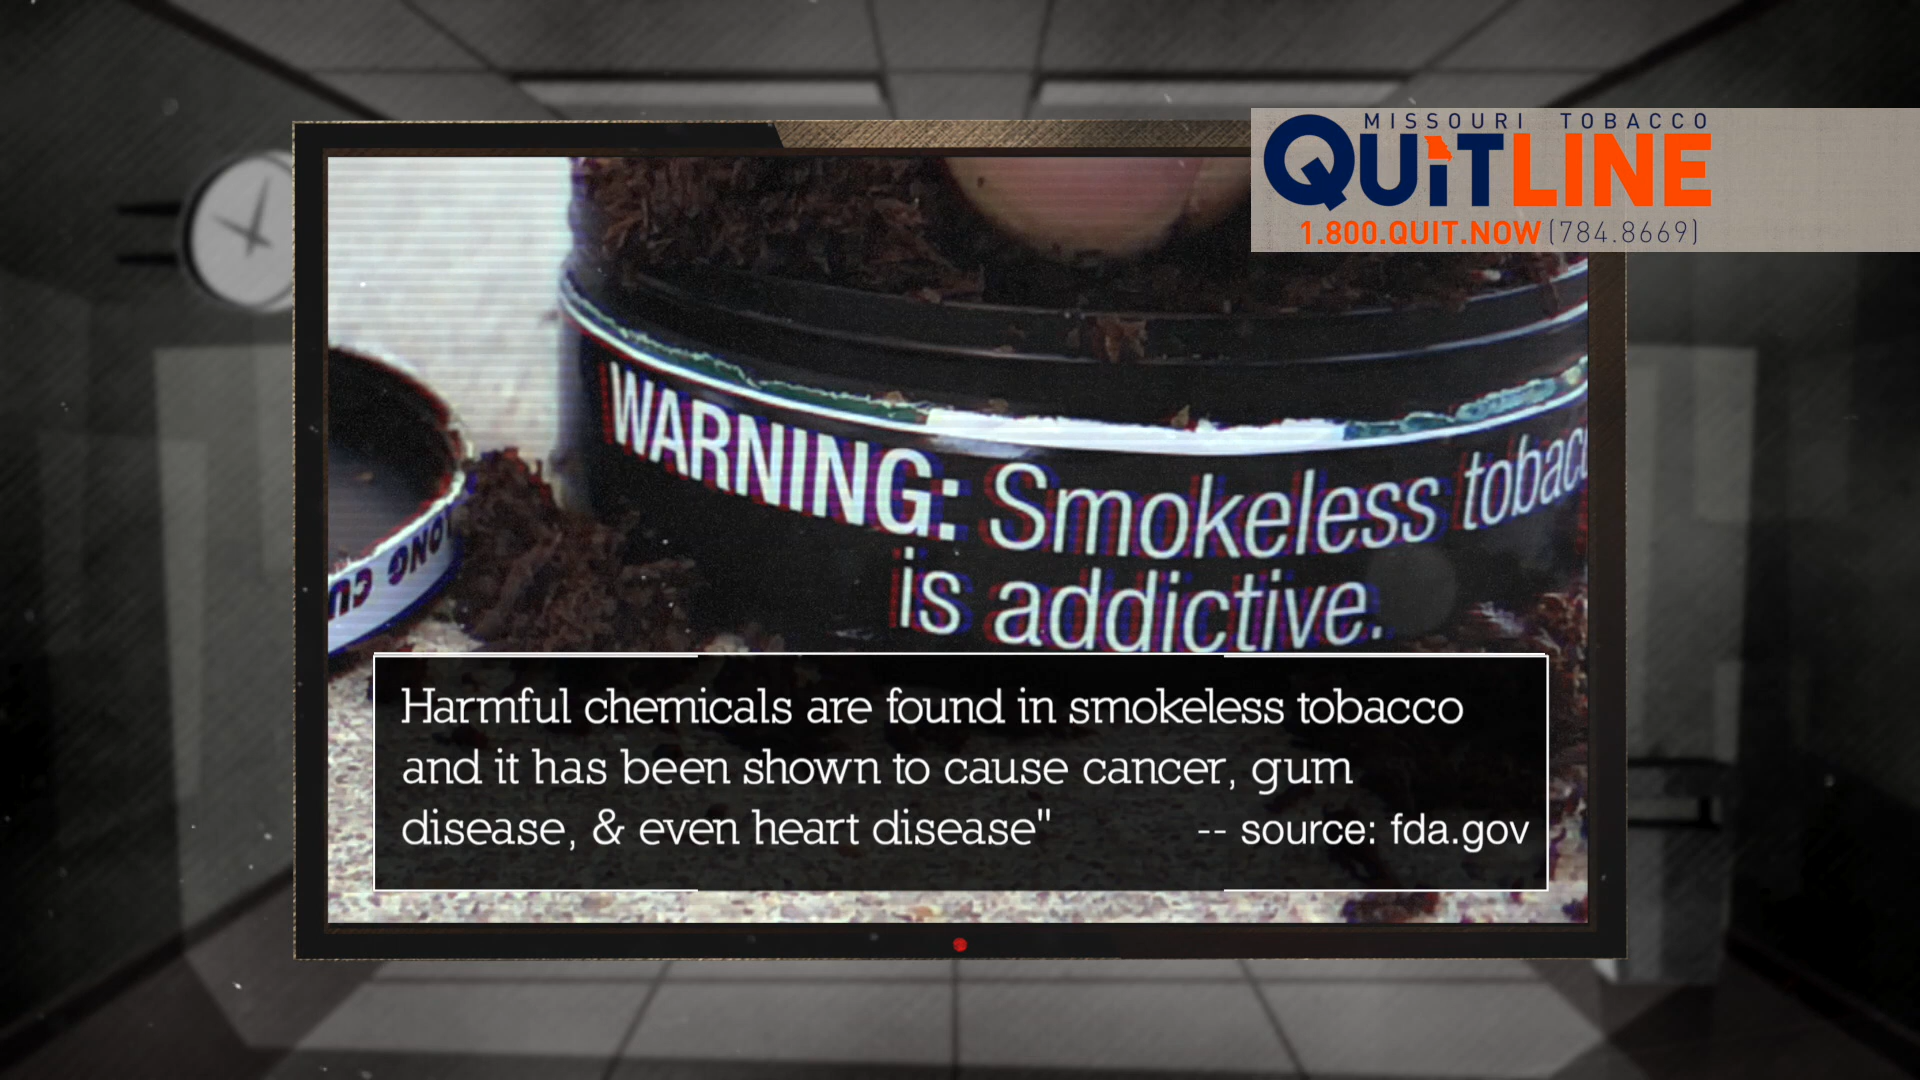 MISSOURI TOBACCO
QUiTLINE
1.800.QUIT.NOW (784.8669)
WARNING: Smokeless
is addictive.
Harmful chemicals are found in smokeless tobacco
and it has been shown to cause cancer, gum
disease, & even heart disease" -- source: fda.gov